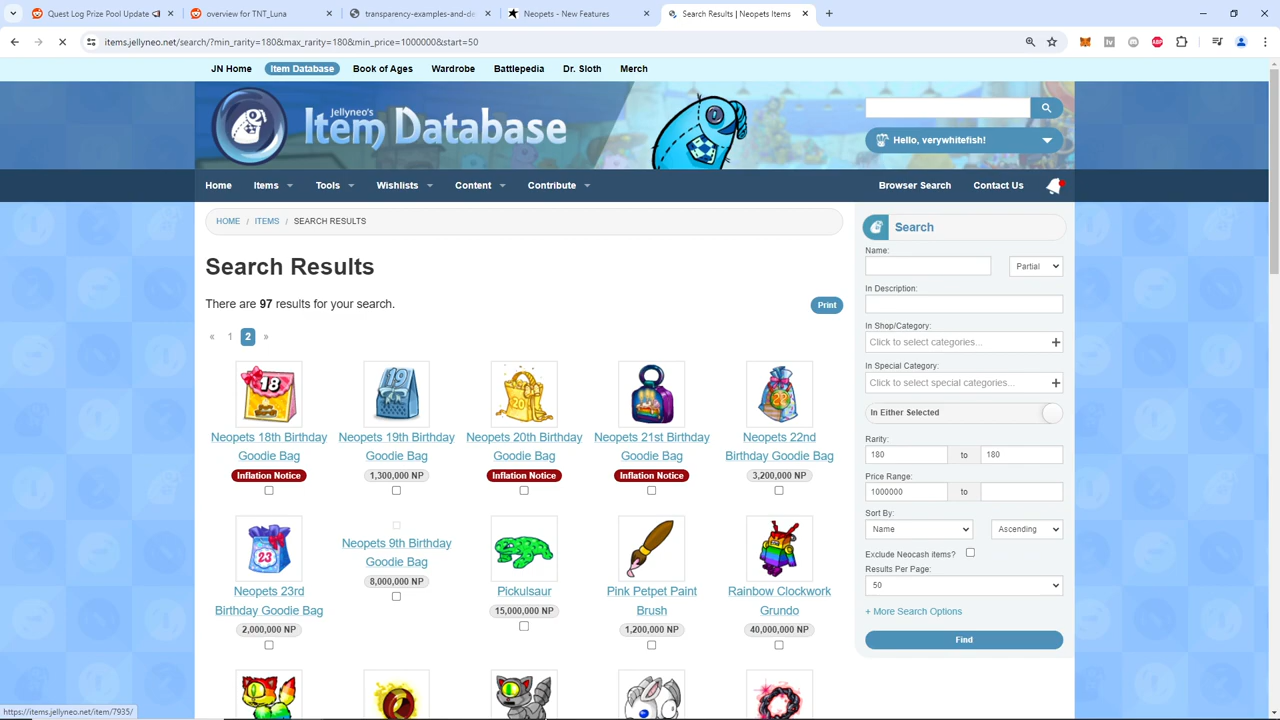 Quest Log Prize Pool Update
overview for TNT_Luna
transparency-examples-and-de
Neopets - New Features
Search Results | Neopets Items
items.jellyneo.net/search/?min_rarity=180&max_rarity=180&min_price=1000000&start=50
JN Home
Item Database
Book of Ages
Wardrobe
Battlepedia
Dr. Sloth
Merch
Jellyneo's
Item Database
Hello, verywhitefish!
Home
Items
Tools
Wishlists
Content
Contribute
Browser Search
Contact Us
HOME / ITEMS / SEARCH RESULTS
Search Results
There are 97 results for your search.
Print
« 1 2 »
Neopets 18th Birthday
Goodie Bag
Inflation Notice
Neopets 19th Birthday
Goodie Bag
1,300,000 NP
Neopets 20th Birthday
Goodie Bag
Inflation Notice
Neopets 21st Birthday
Goodie Bag
Inflation Notice
Neopets 22nd
Birthday Goodie Bag
3,200,000 NP
Neopets 23rd
Birthday Goodie Bag
2,000,000 NP
Neopets 9th Birthday
Goodie Bag
8,000,000 NP
Pickulsaur
15,000,000 NP
Pink Petpet Paint
Brush
1,200,000 NP
Rainbow Clockwork
Grundo
40,000,000 NP
Search
Name:
Partial
In Description:
In Shop/Category:
Click to select categories...
In Special Category:
Click to select special categories...
In Either Selected
Rarity:
180 to 180
Price Range:
1000000 to
Sort By:
Name
Ascending
Exclude Neocash items?
Results Per Page:
50
+ More Search Options
Find
https://items.jellyneo.net/item/7935/